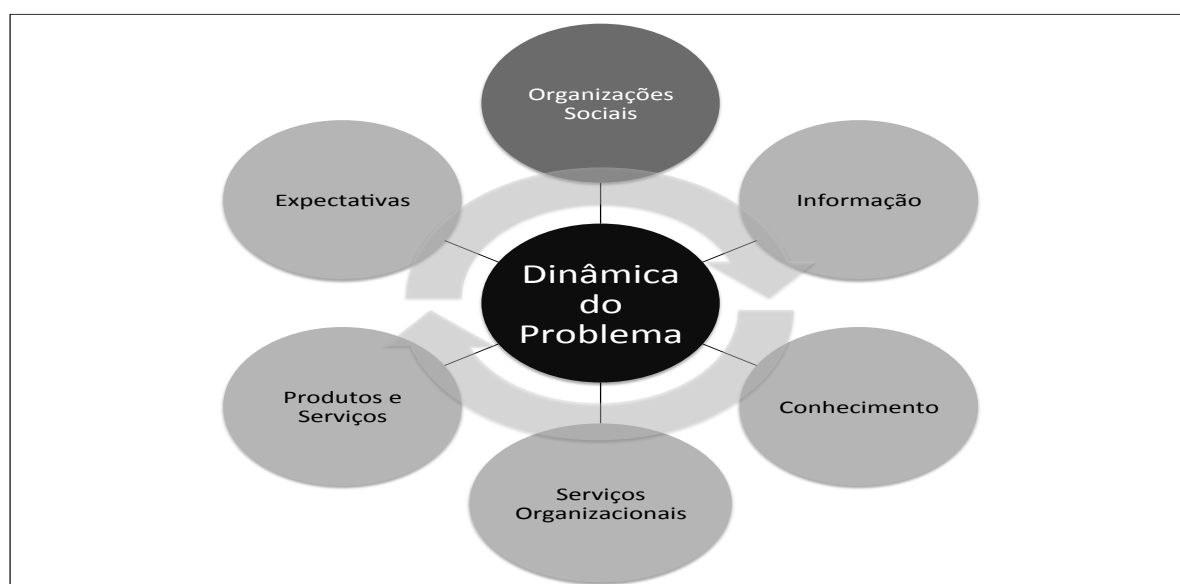 Organizações
Sociais
Expectativas
Informação
Dinâmica
do
Problema
Produtos e
Serviços
Conhecimento
Serviços
Organizacionais